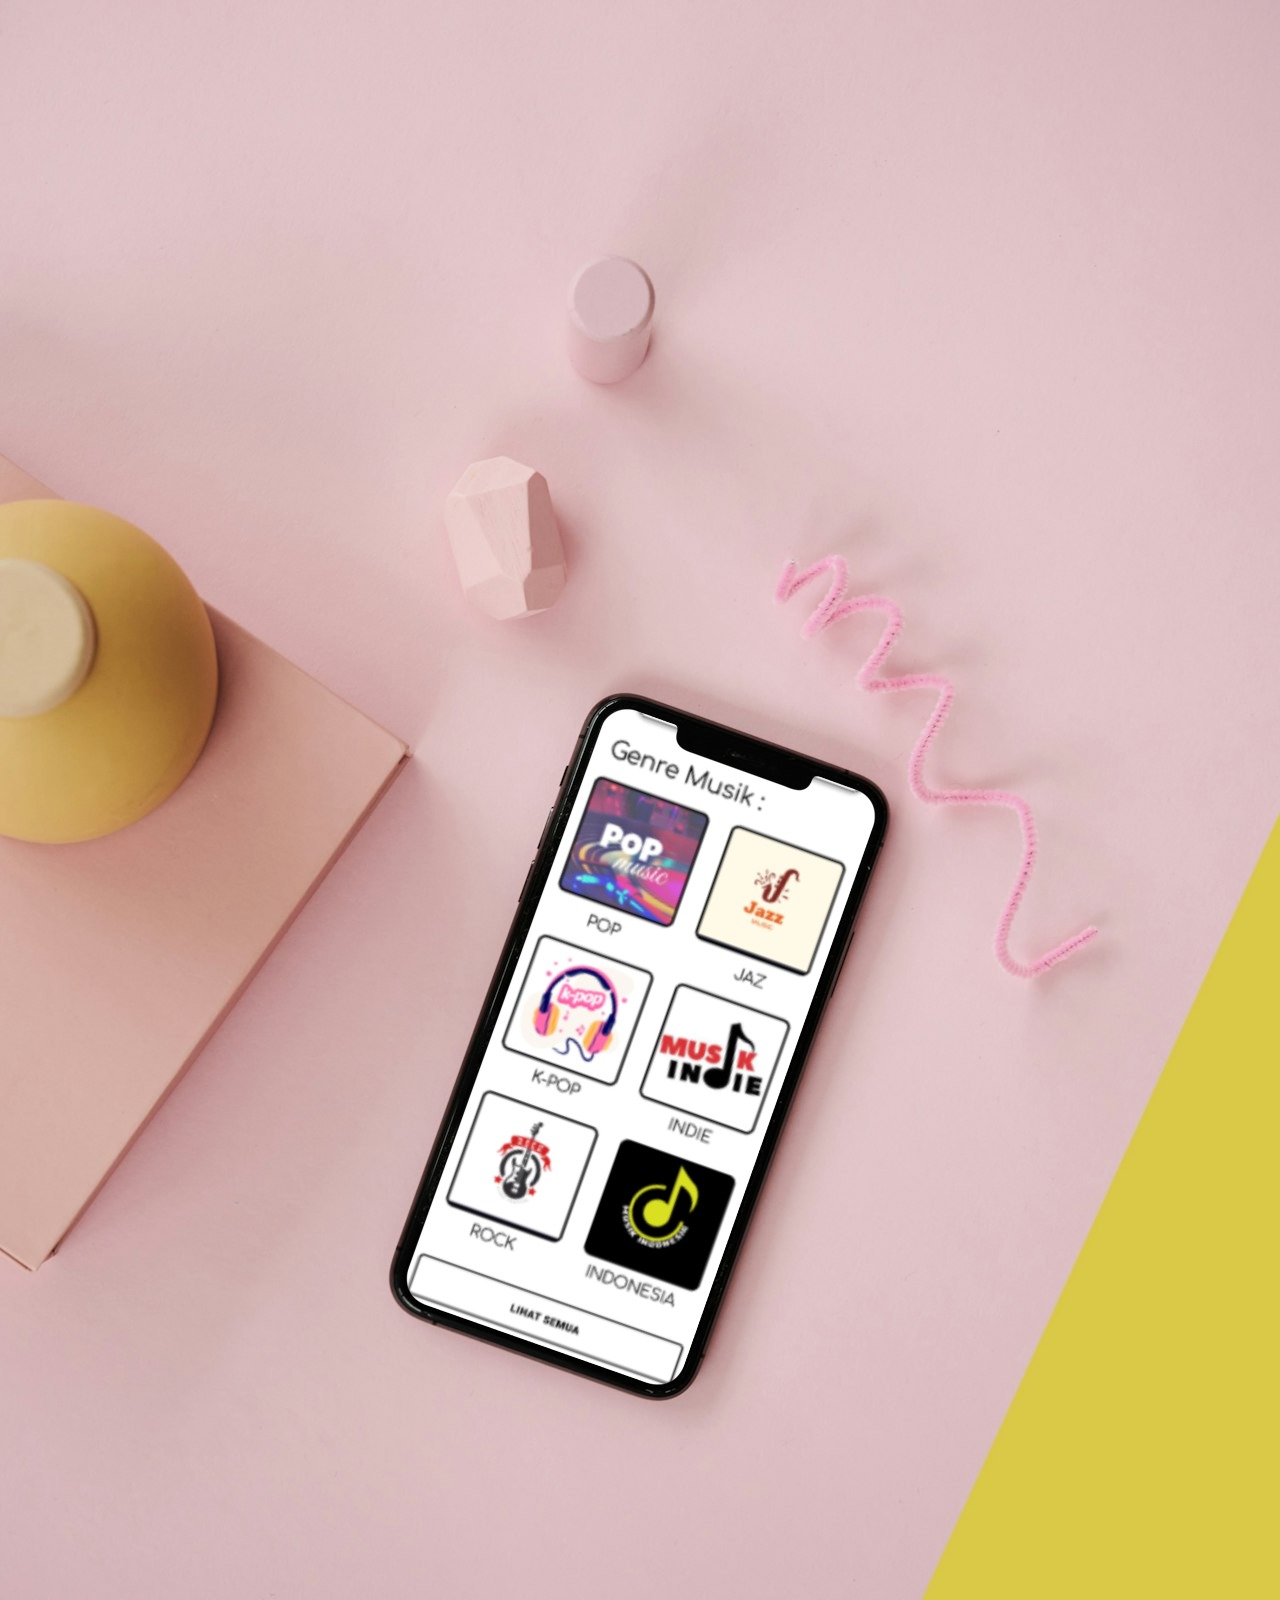 Genre Musik :
POP
music
POP
Jazz
MUSIC
JAZ
k-pop
K-POP
MUSIK
INDIE
INDIE
ROCK
ROCK
MUSIK INDONESIA
INDONESIA
LIHAT SEMUA